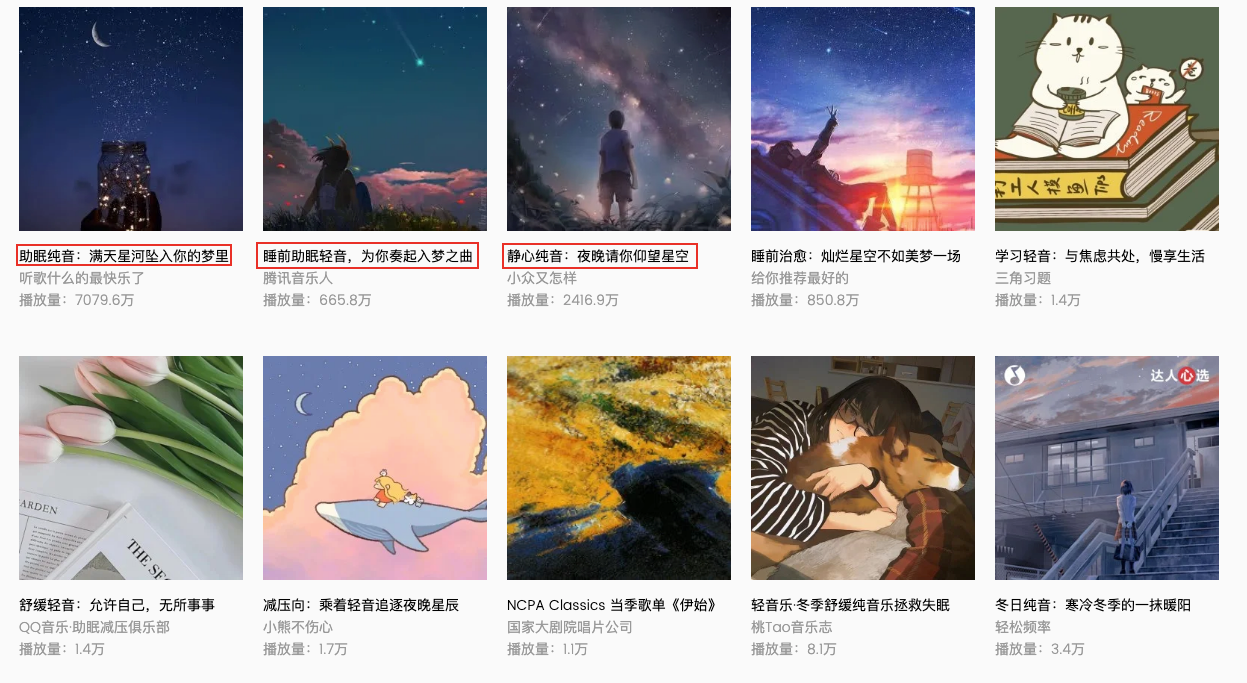 Reading
卷
打工人摸鱼
助眠纯音：满天星河坠入你的梦里
听歌什么的最快乐了
播放量：7079.6万
睡前助眠轻音，为你奏起入梦之曲
腾讯音乐人
播放量：665.8万
静心纯音：夜晚请你仰望星空
小众又怎样
播放量：2416.9万
睡前治愈：灿烂星空不如美梦一场
给你推荐最好的
播放量：850.8万
学习轻音：与焦虑共处，慢享生活
三角习题
播放量：1.4万
ARDEN
THE SEC
达人心选
舒缓轻音：允许自己，无所事事
QQ音乐·助眠减压俱乐部
播放量：1.4万
减压向：乘着轻音追逐夜晚星辰
小熊不伤心
播放量：1.7万
NCPA Classics 当季歌单《伊始》
国家大剧院唱片公司
播放量：1.1万
轻音乐·冬季舒缓纯音乐拯救失眠
桃Tao音乐志
播放量：8.1万
冬日纯音：寒冷冬季的一抹暖阳
轻松频率
播放量：3.4万